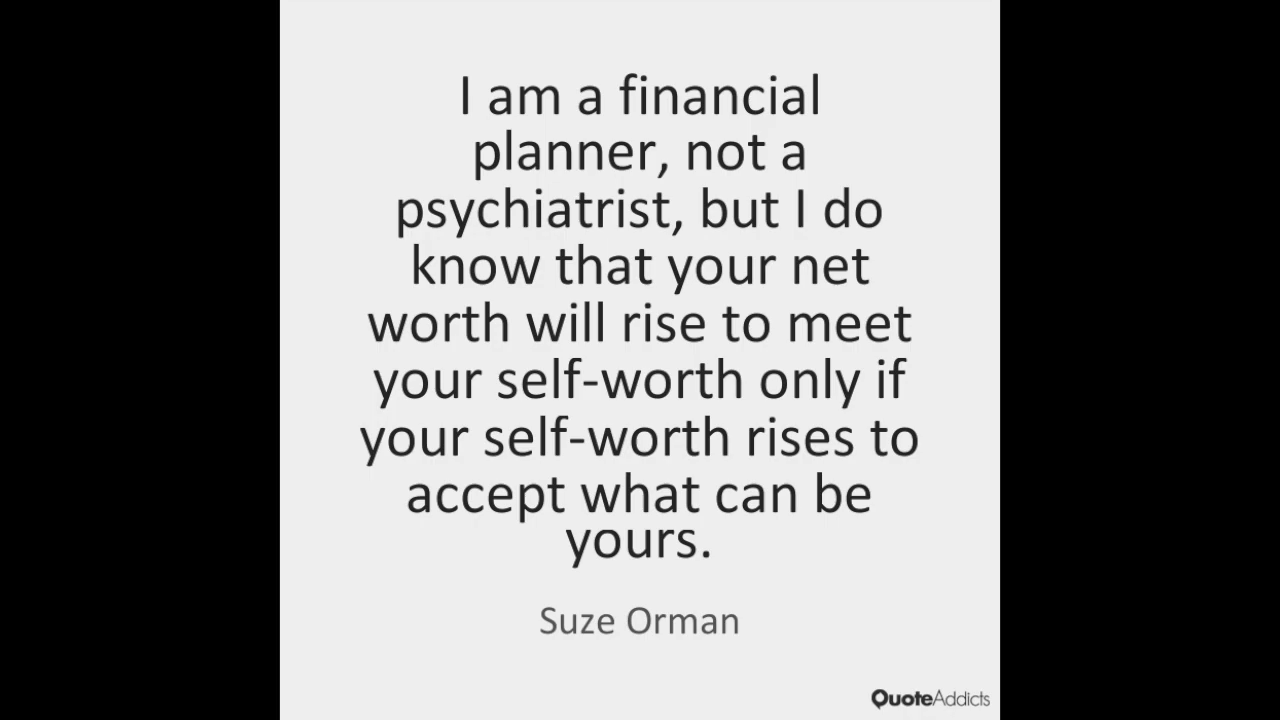 I am a financial
planner, not a
psychiatrist, but I do
know that your net
worth will rise to meet
your self-worth only if
your self-worth rises to
accept what can be
yours.
Suze Orman
QuoteAddicts